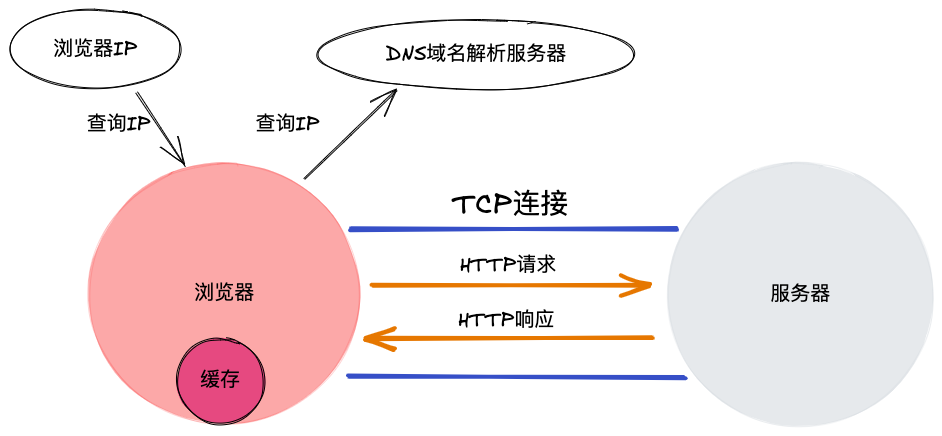 浏览器IP
DNS域名解析服务器
查询IP
查询IP
TCP连接
HTTP请求
浏览器
服务器
HTTP响应
缓存